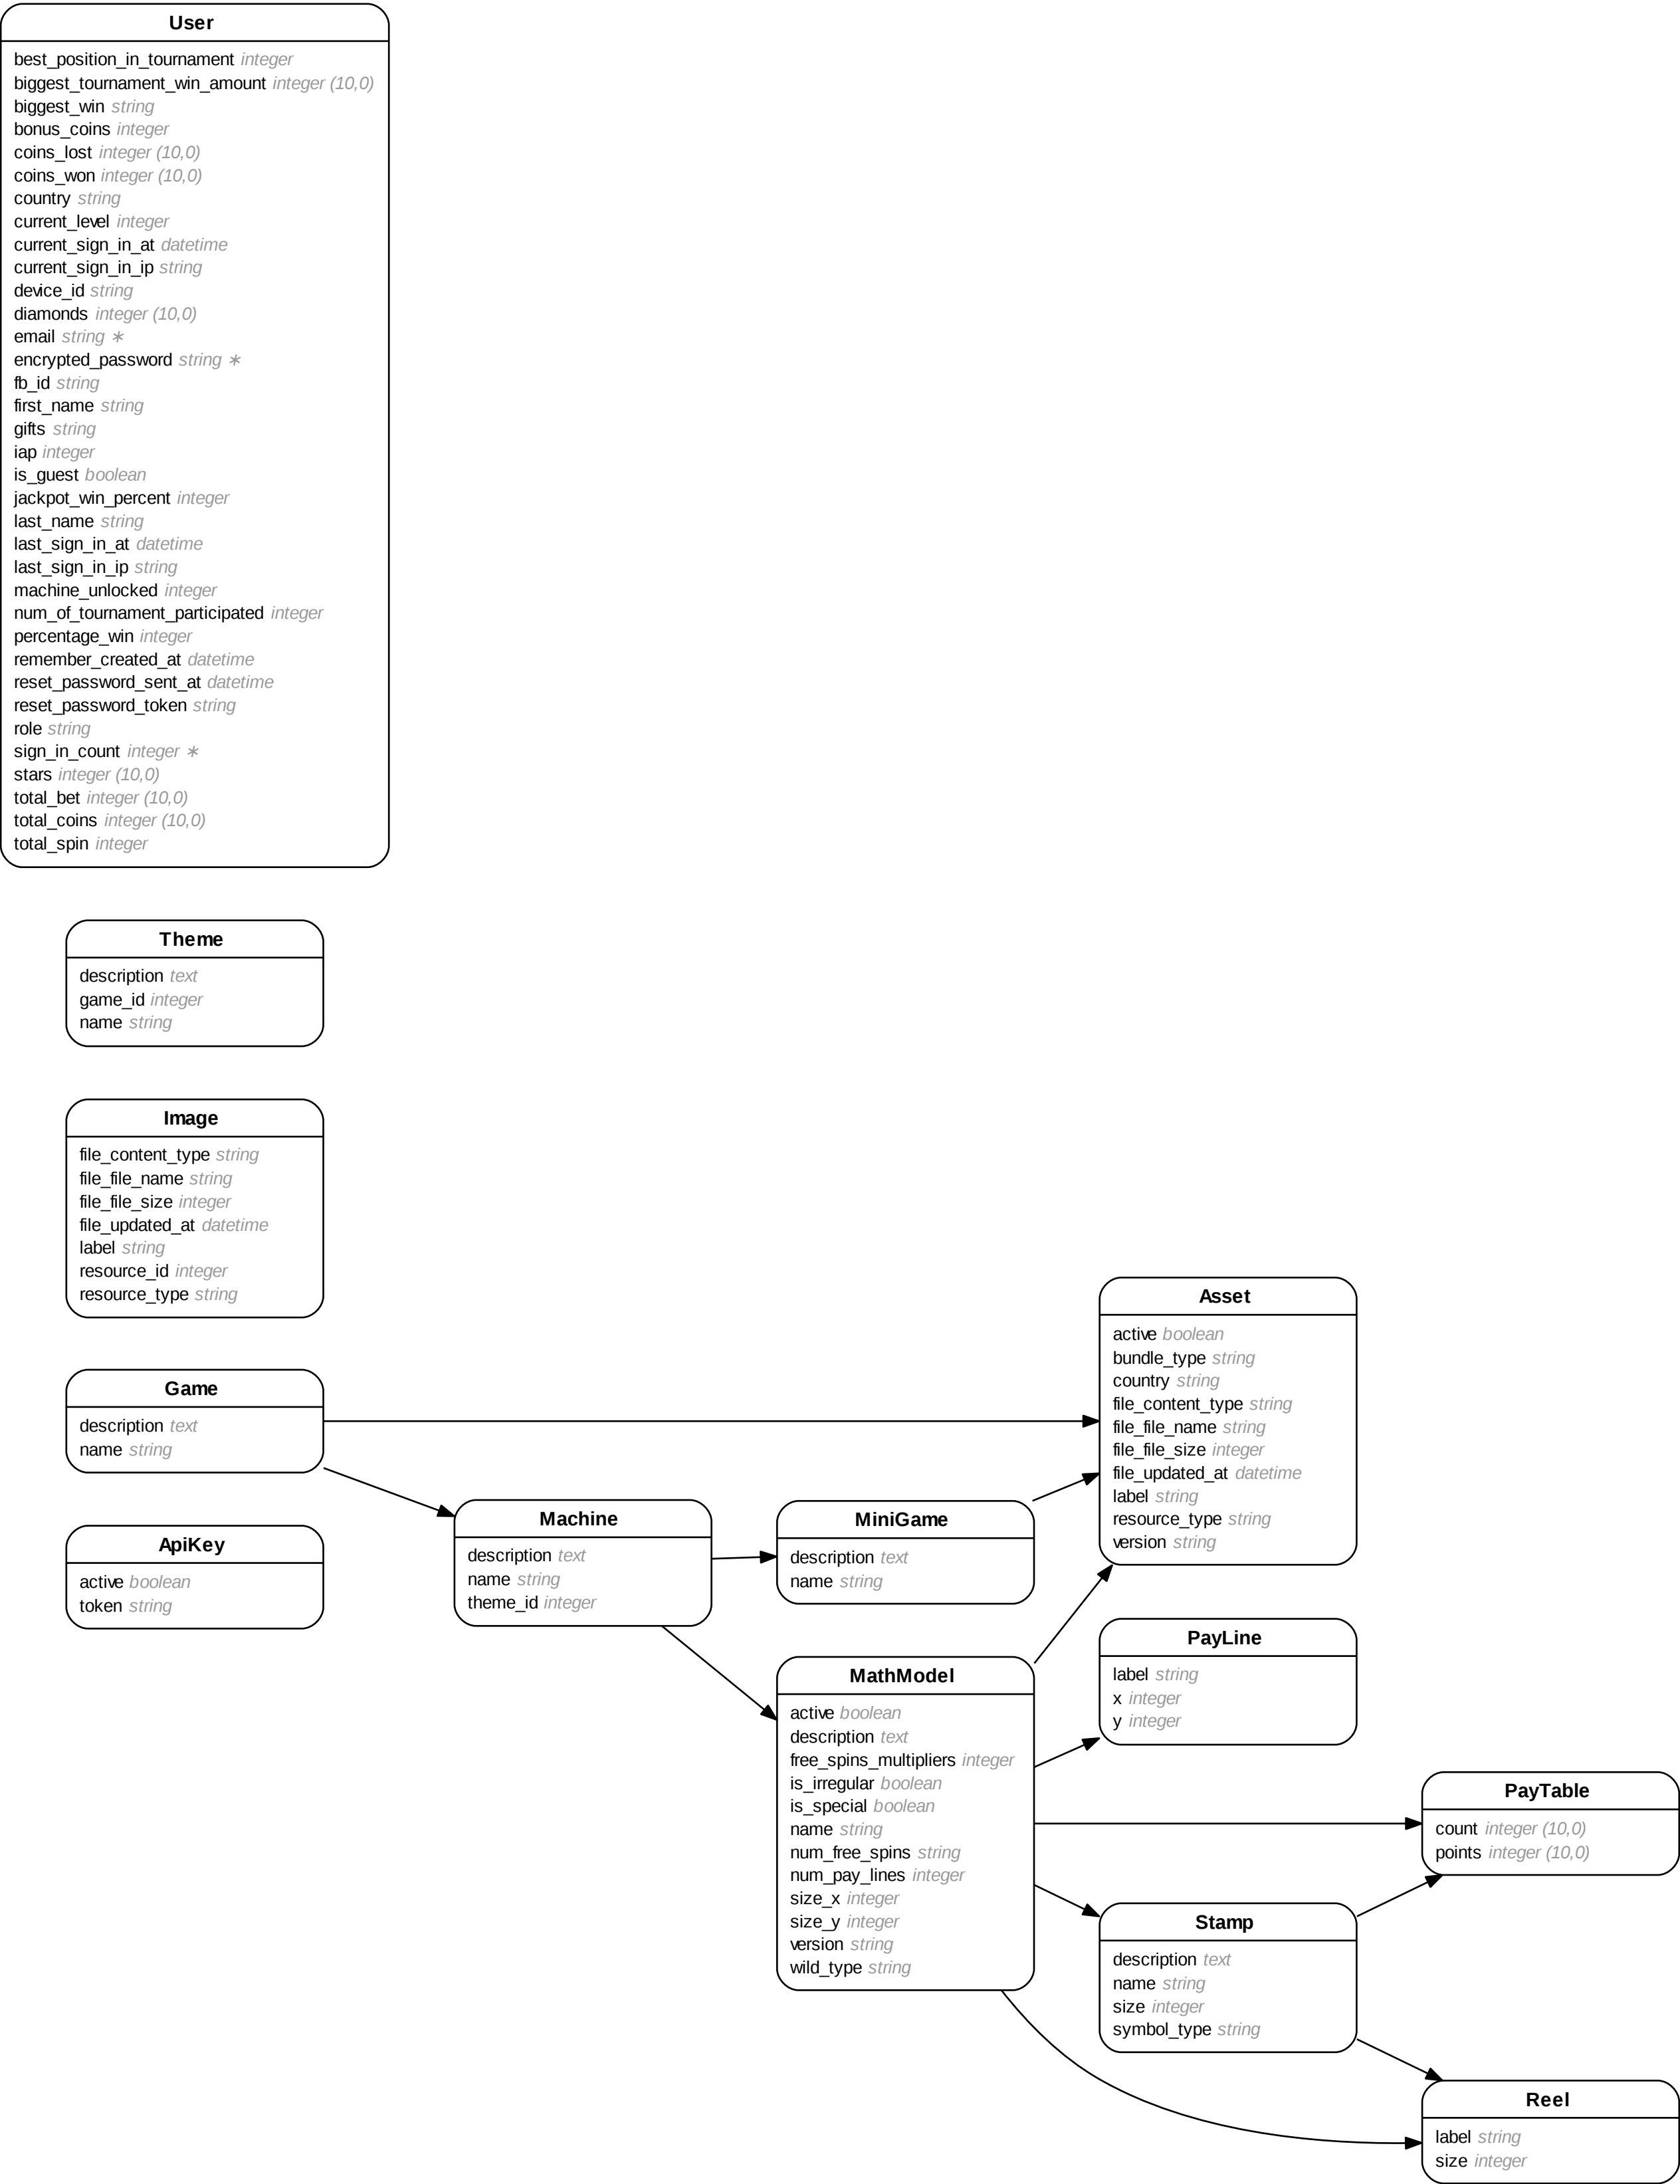 User
best_position_in_tournament integer
biggest_tournament_win_amount integer (10,0)
biggest_win string
bonus_coins integer
coins_lost integer (10,0)
coins_won integer (10,0)
country string
current_level integer
current_sign_in_at datetime
current_sign_in_ip string
device_id string
diamonds integer (10,0)
email string ∗
encrypted_password string ∗
fb_id string
first_name string
gifts string
iap integer
is_guest boolean
jackpot_win_percent integer
last_name string
last_sign_in_at datetime
last_sign_in_ip string
machine_unlocked integer
num_of_tournament_participated integer
percentage_win integer
remember_created_at datetime
reset_password_sent_at datetime
reset_password_token string
role string
sign_in_count integer ∗
stars integer (10,0)
total_bet integer (10,0)
total_coins integer (10,0)
total_spin integer
Theme
description text
game_id integer
name string
Image
file_content_type string
file_file_name string
file_file_size integer
file_updated_at datetime
label string
resource_id integer
resource_type string
Game
description text
name string
ApiKey
active boolean
token string
Machine
description text
name string
theme_id integer
MiniGame
description text
name string
MathModel
active boolean
description text
free_spins_multipliers integer
is_irregular boolean
is_special boolean
name string
num_free_spins string
num_pay_lines integer
size_x integer
size_y integer
version string
wild_type string
Asset
active boolean
bundle_type string
country string
file_content_type string
file_file_name string
file_file_size integer
file_updated_at datetime
label string
resource_type string
version string
PayLine
label string
x integer
y integer
Stamp
description text
name string
size integer
symbol_type string
PayTable
count integer (10,0)
points integer (10,0)
Reel
label string
size integer